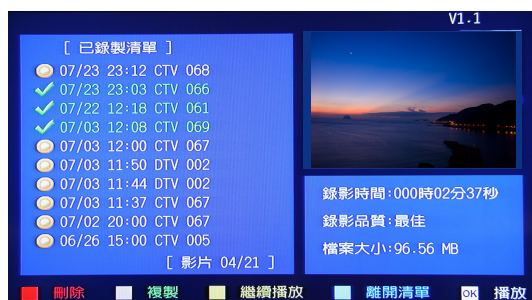 V1.1
[ 已錄製清單 ]
07/23 23:12 CTV 068
07/23 23:03 CTV 066
07/22 12:18 CTV 061
07/03 12:08 CTV 069
07/03 12:00 CTV 067
07/03 11:50 DTV 002
07/03 11:44 DTV 002
07/03 11:37 CTV 067
07/02 20:00 CTV 067
06/26 15:00 CTV 005
[ 影片 04/21 ]
錄影時間:000時02分37秒
錄影品質:最佳
檔案大小:96.56 MB
刪除 複製 繼續播放 離開清單 OK 播放